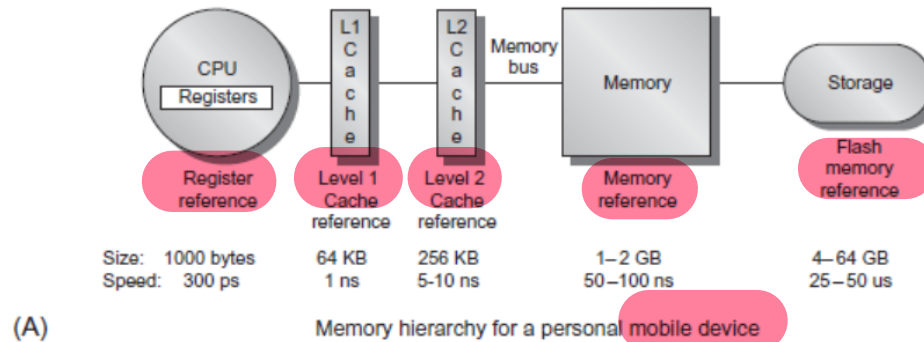 CPU
Registers
L1
C
a
c
h
e
L2
C
a
c
h
e
Memory
bus
Memory
Storage
Register
reference
Level 1
Cache
reference
Level 2
Cache
reference
Memory
reference
Flash
memory
reference
Size: 1000 bytes 64 KB 256 KB 1–2 GB 4–64 GB
Speed: 300 ps 1 ns 5-10 ns 50–100 ns 25–50 us
(A) Memory hierarchy for a personal mobile device